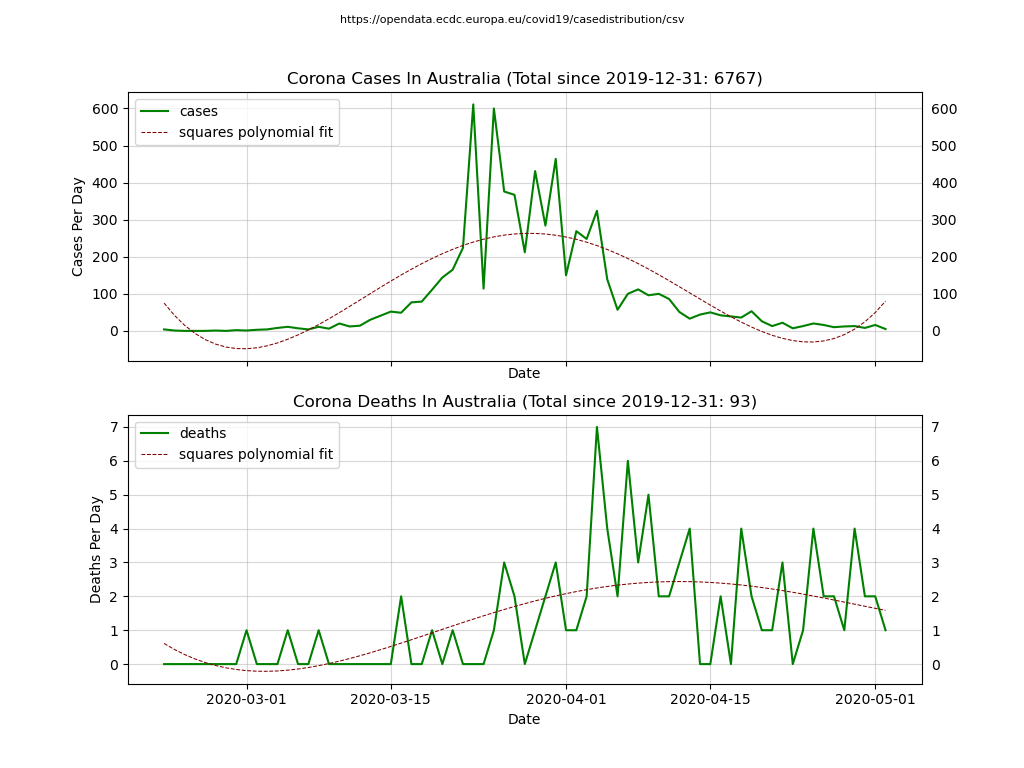 https://opendata.ecdc.europa.eu/covid19/casedistribution/csv
Corona Cases In Australia (Total since 2019-12-31: 6767)
cases
squares polynomial fit
600
500
400
300
200
100
0
Cases Per Day
600
500
400
300
200
100
0
Date
Corona Deaths In Australia (Total since 2019-12-31: 93)
deaths
squares polynomial fit
7
6
5
4
3
2
1
0
Deaths Per Day
7
6
5
4
3
2
1
0
2020-03-01 2020-03-15 2020-04-01 2020-04-15 2020-05-01
Date